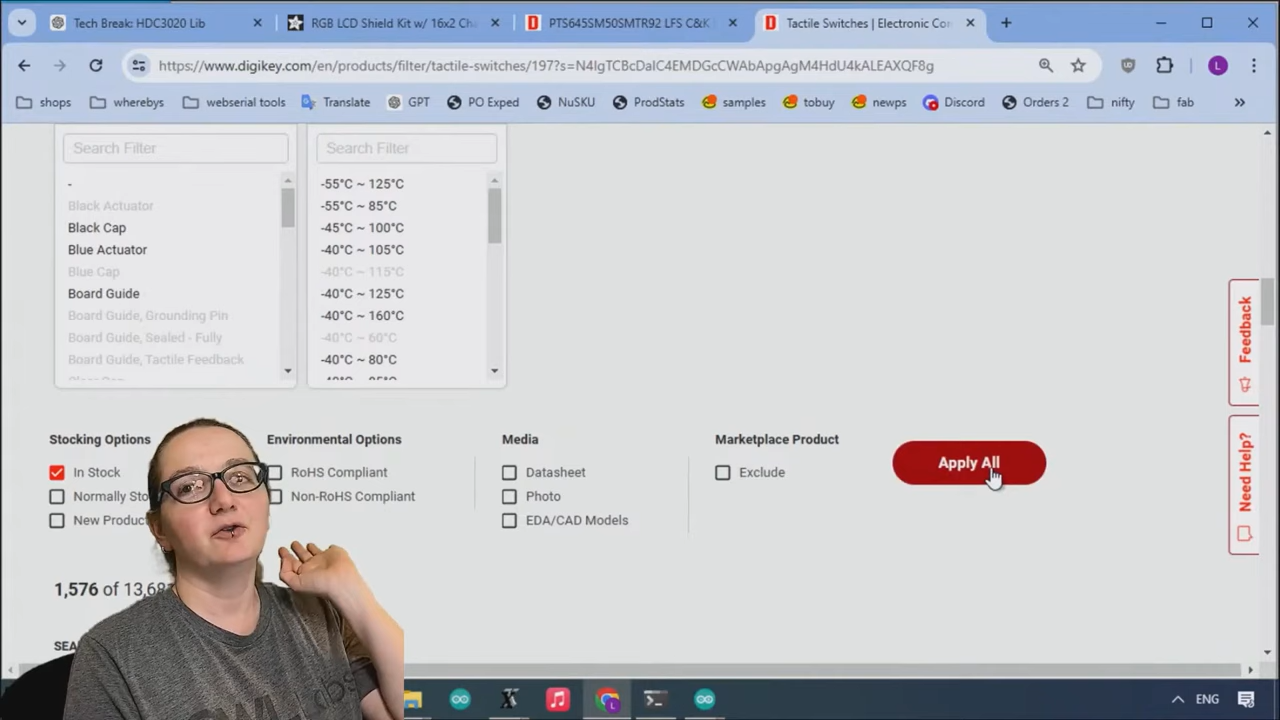 Tech Break: HDC3020 Lib
RGB LCD Shield Kit w/ 16x2 Cha
PTS645SM50SMTR92 LFS C&K
Tactile Switches | Electronic Com
https://www.digikey.com/en/products/filter/tactile-switches/197?s=N4IgTCBcDaIC4EMDGcCWAbApgAgM4HdU4kALEAXQF8g
shops
wherebys
webserial tools
Translate
GPT
PO Exped
NuSKU
ProdStats
samples
tobuy
newps
Discord
Orders 2
nifty
fab
Search Filter
-
Black Actuator
Black Cap
Blue Actuator
Blue Cap
Board Guide
Board Guide, Grounding Pin
Board Guide, Sealed - Fully
Board Guide, Tactile Feedback
Search Filter
-55°C ~ 125°C
-55°C ~ 85°C
-45°C ~ 100°C
-40°C ~ 105°C
-40°C ~ 115°C
-40°C ~ 125°C
-40°C ~ 160°C
-40°C ~ 60°C
-40°C ~ 80°C
Feedback
Need Help?
Stocking Options
In Stock
Normally Sto
New Produc
Environmental Options
RoHS Compliant
Non-RoHS Compliant
Media
Datasheet
Photo
EDA/CAD Models
Marketplace Product
Exclude
Apply All
1,576 of 13,68
SEA
ENG